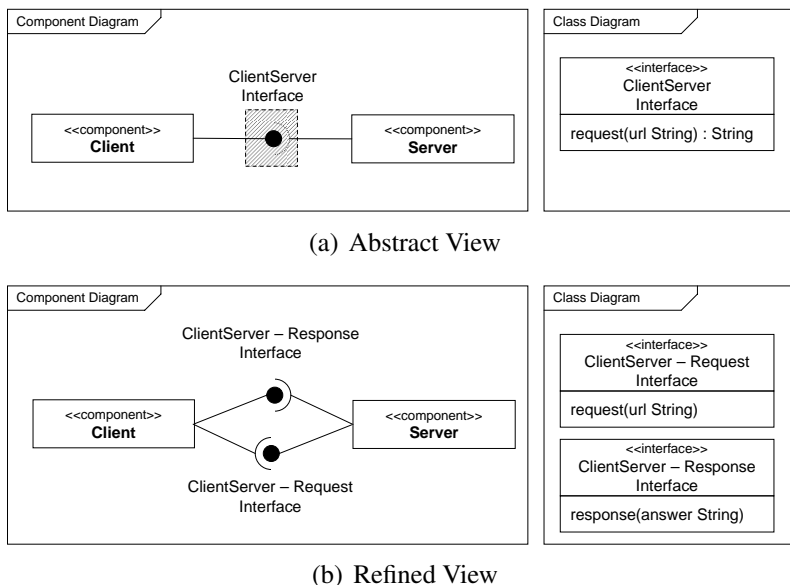 Component Diagram
ClientServer
Interface
<<component>>
Client
<<component>>
Server
Class Diagram
<<interface>>
ClientServer
Interface
request(url String) : String
(a) Abstract View
Component Diagram
ClientServer – Response
Interface
<<component>>
Client
<<component>>
Server
ClientServer – Request
Interface
Class Diagram
<<interface>>
ClientServer – Request
Interface
request(url String)
<<interface>>
ClientServer – Response
Interface
response(answer String)
(b) Refined View